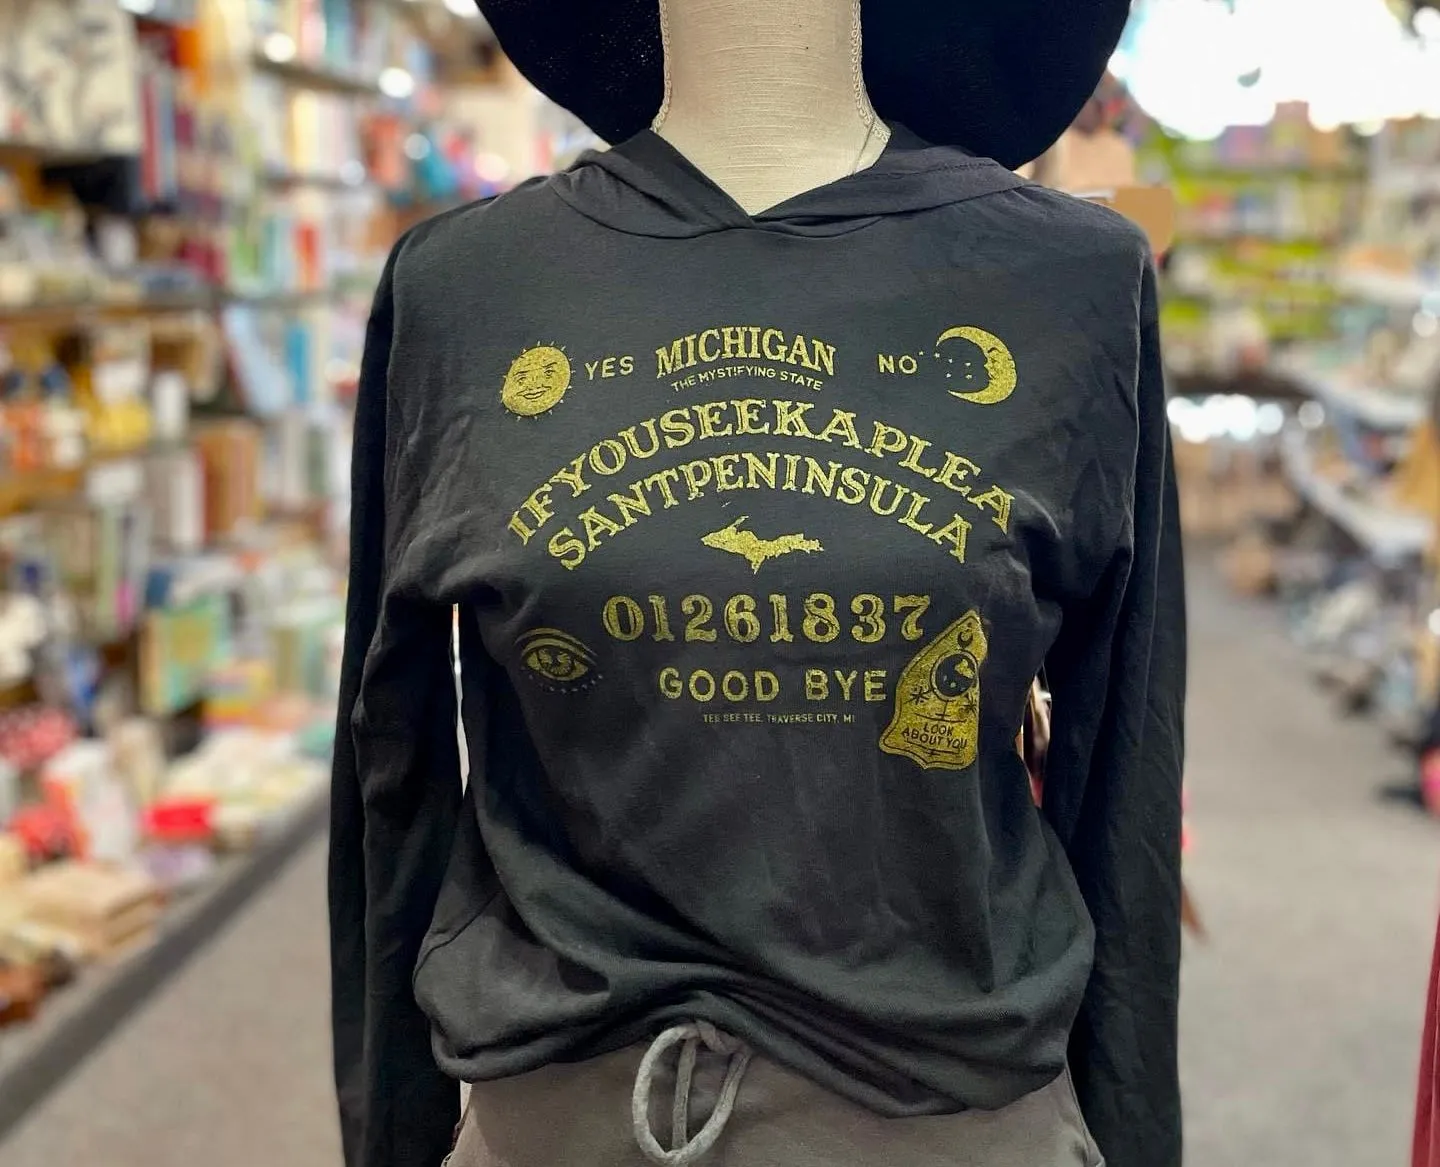 YES MICHIGAN NO
THE MYSTIFYING STATE
IFYOUSEEKAPLEA
SANTPENINSULA
01261837
GOOD BYE
TEE SEE TEE, TRAVERSE CITY, MI
LOOK
ABOUT YOU